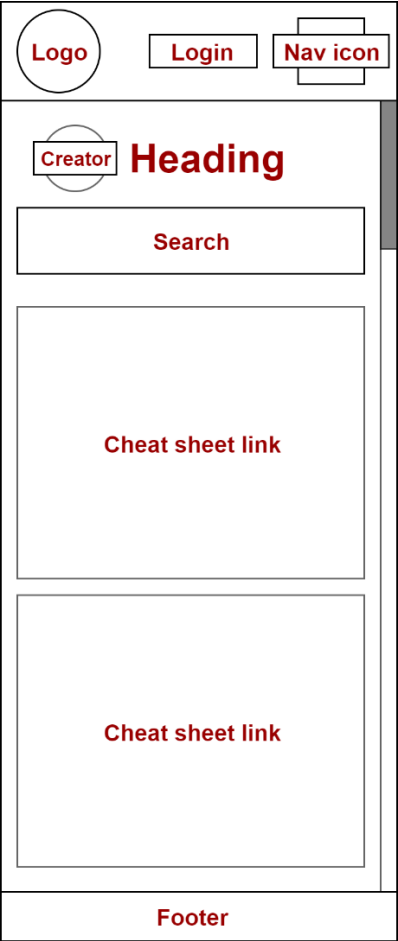 Logo
Login
Nav icon
Creator
Heading
Search
Cheat sheet link
Cheat sheet link
Footer